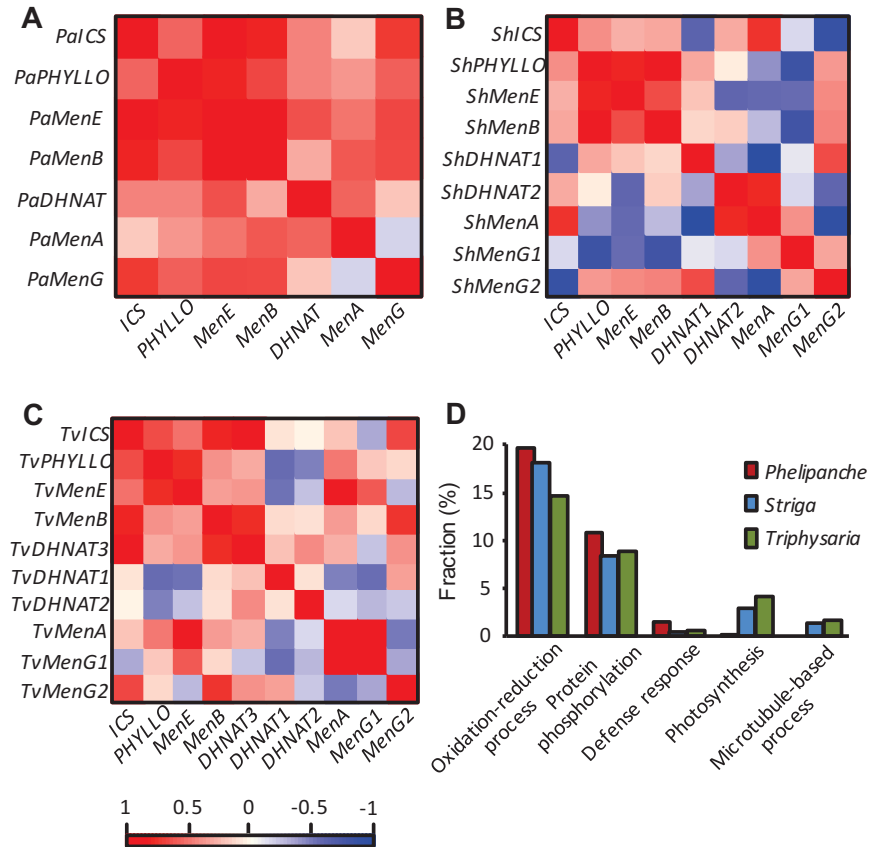 A
PaICS
PaPHYLLO
PaMenE
PaMenB
PaDHNAT
PaMenA
PaMenG
ICS
PHYLLO
MenE
MenB
DHNAT
MenA
MenG
B
ShICS
ShPHYLLO
ShMenE
ShMenB
ShDHNAT1
ShDHNAT2
ShMenA
ShMenG1
ShMenG2
ICS
PHYLLO
MenE
MenB
DHNAT1
DHNAT2
MenA
MenG1
MenG2
C
TvICS
TvPHYLLO
TvMenE
TvMenB
TvDHNAT3
TvDHNAT1
TvDHNAT2
TvMenA
TvMenG1
TvMenG2
ICS
PHYLLO
MenE
MenB
DHNAT3
DHNAT1
DHNAT2
MenA
MenG1
MenG2
1 0.5 0 -0.5 -1
D
Fraction (%)
20
15
10
5
0
Phelipanche
Striga
Triphysaria
Oxidation-reduction
process
Protein
phosphorylation
Defense response
Photosynthesis
Microtubule-based
process